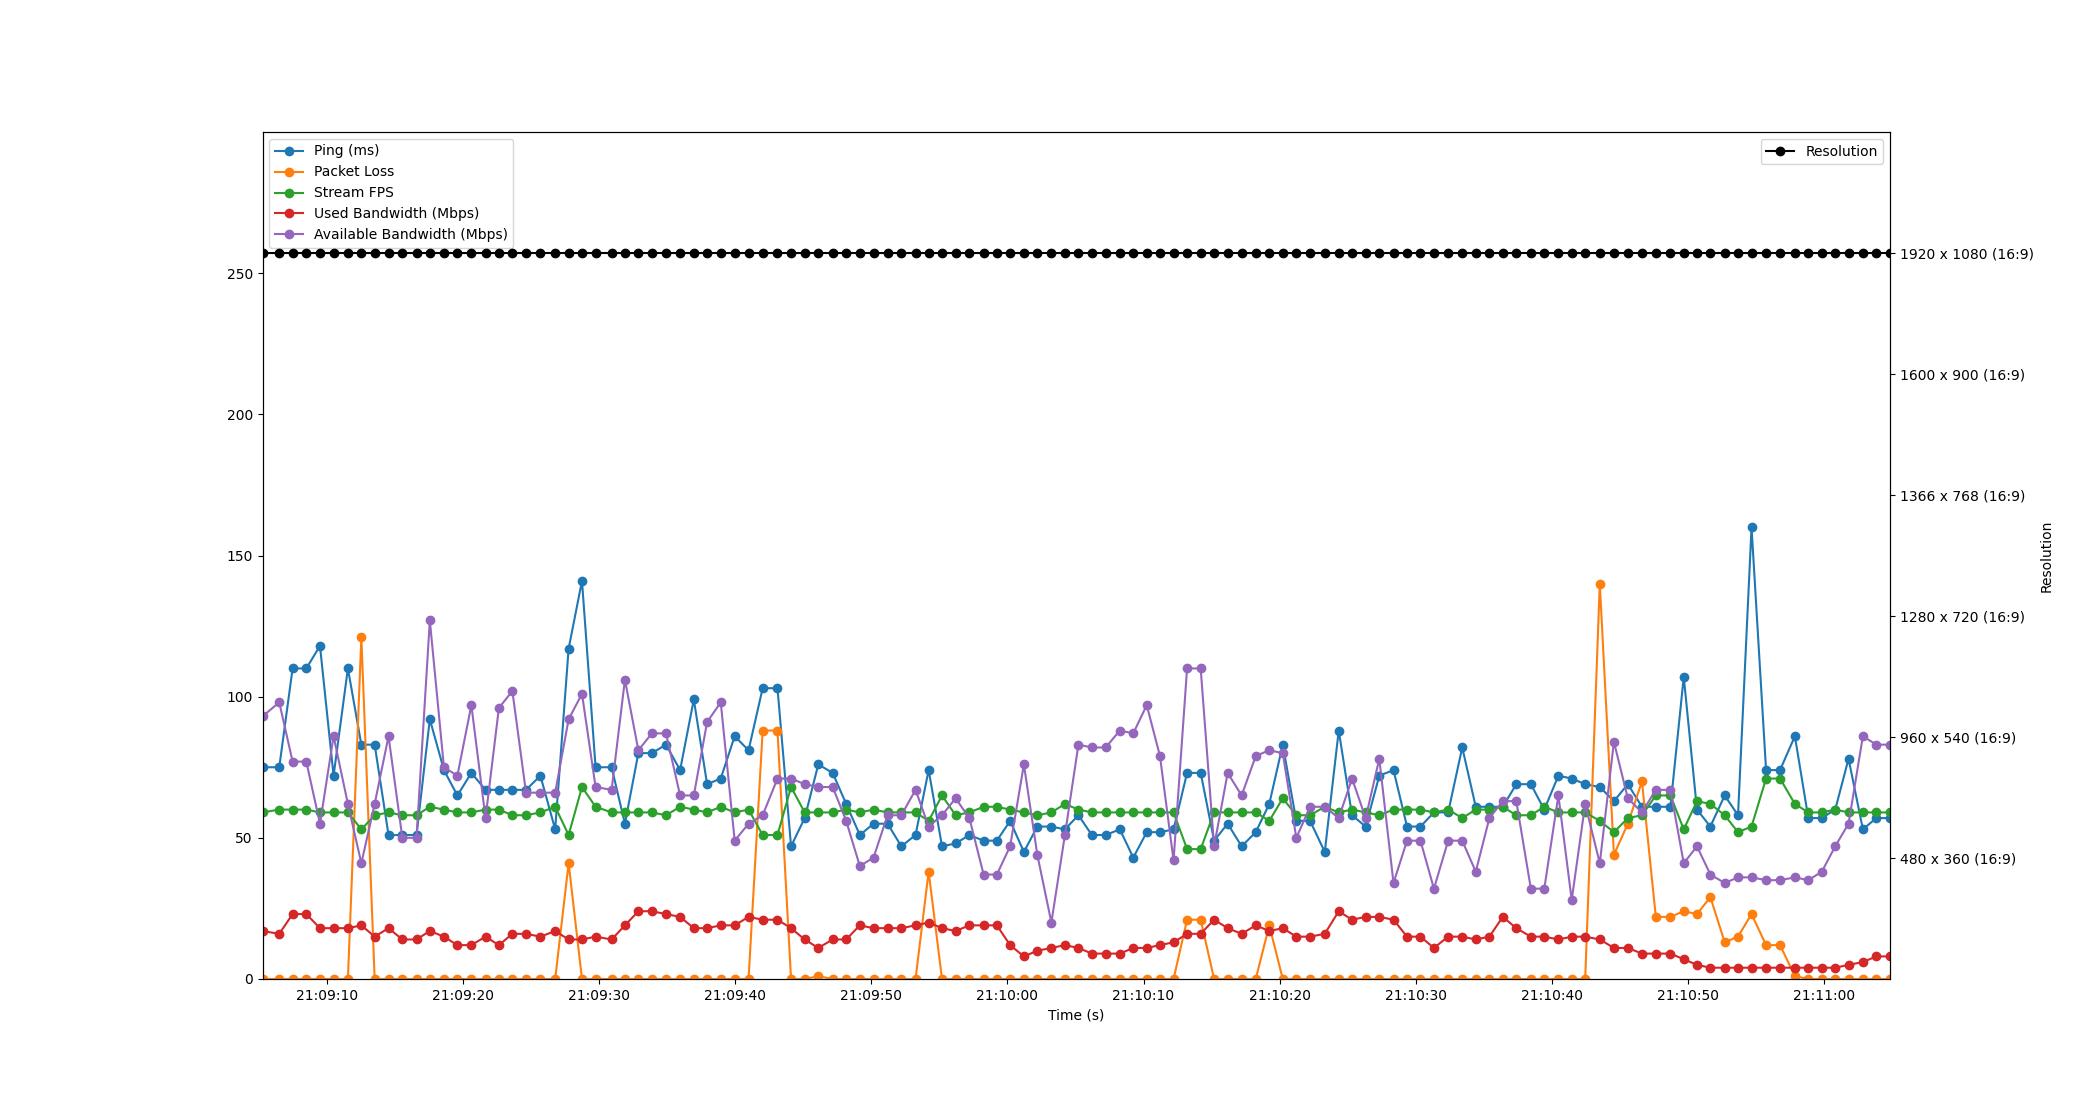 Ping (ms)
Packet Loss
Stream FPS
Used Bandwidth (Mbps)
Available Bandwidth (Mbps)
Resolution
250
200
150
100
50
0
1920 x 1080 (16:9)
1600 x 900 (16:9)
1366 x 768 (16:9)
1280 x 720 (16:9)
960 x 540 (16:9)
480 x 360 (16:9)
Resolution
21:09:10 21:09:20 21:09:30 21:09:40 21:09:50 21:10:00 21:10:10 21:10:20 21:10:30 21:10:40 21:10:50 21:11:00
Time (s)